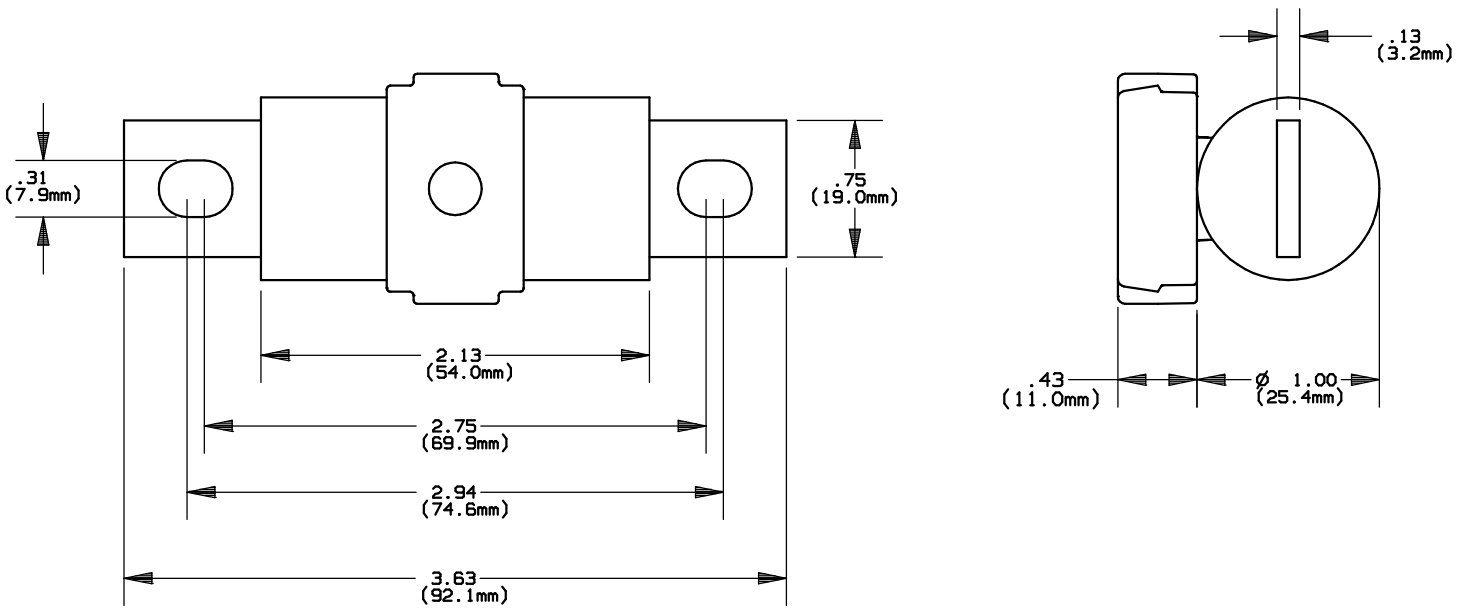 .13
(3.2mm)
.31
(7.9mm)
.75
(19.0mm)
2.13
(54.0mm)
.43
(11.0mm)
ø 1.00
(25.4mm)
2.75
(69.9mm)
2.94
(74.6mm)
3.63
(92.1mm)